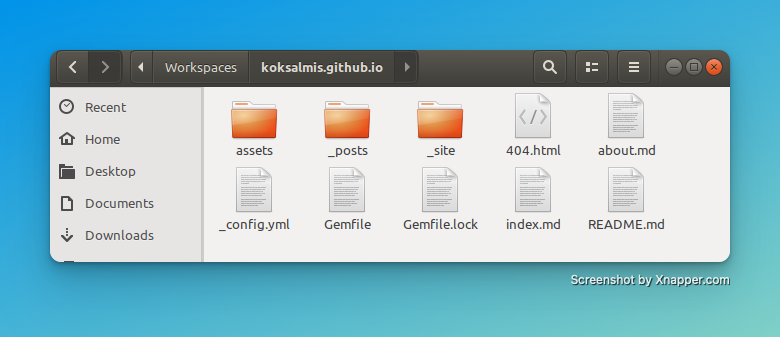 Workspaces
koksalmis.github.io
Recent
Home
Desktop
Documents
Downloads
assets
_posts
_site
404.html
about.md
_config.yml
Gemfile
Gemfile.lock
index.md
README.md
Screenshot by Xnapper.com